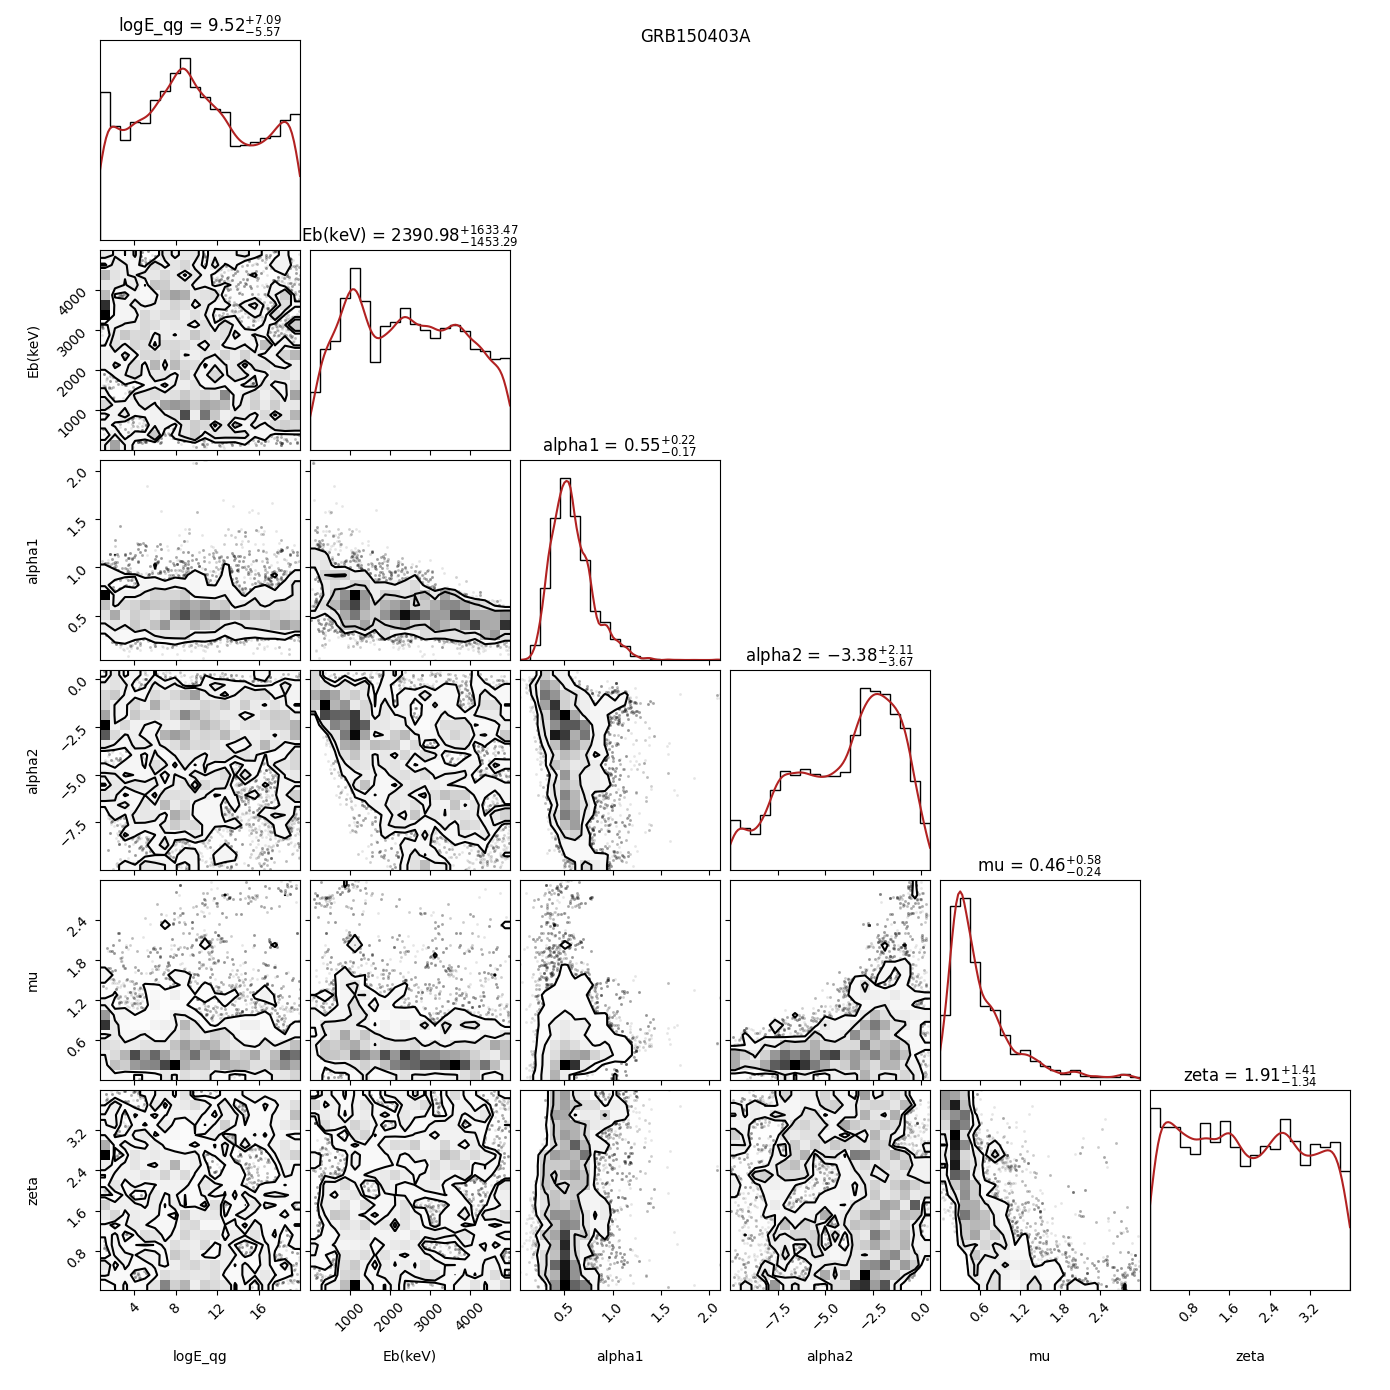 GRB150403A
logE_qg = 9.52+7.09−5.57
Eb(keV) = 2390.98+1633.47−1453.29
Eb(keV)
4000
3000
2000
1000
alpha1 = 0.55+0.22−0.17
alpha1
2.0
1.5
1.0
0.5
alpha2 = −3.38+2.11−3.67
alpha2
0.0
−2.5
−5.0
−7.5
mu = 0.46+0.58−0.24
mu
2.4
1.8
1.2
0.6
zeta = 1.91+1.41−1.34
zeta
3.2
2.4
1.6
0.8
4 8 12 16
1000 2000 3000 4000
0.5 1.0 1.5 2.0
−7.5 −5.0 −2.5 0.0
0.6 1.2 1.8 2.4
0.8 1.6 2.4 3.2
logE_qg Eb(keV) alpha1 alpha2 mu zeta